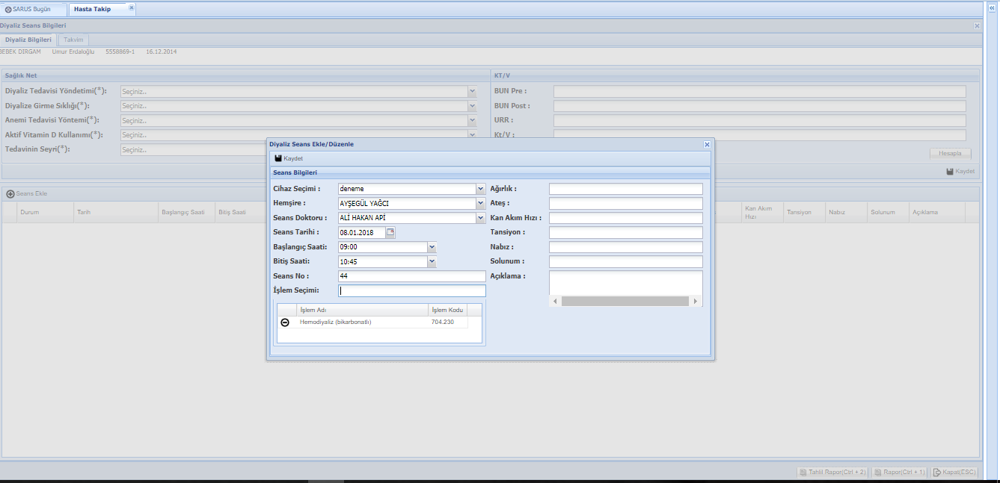 SARUS Bugün
Hasta Takip
Diyaliz Seans Bilgileri
Diyaliz Bilgileri
Takvim
BEBEK DIRGAM Umur Erdaloğlu 5558869-1 16.12.2014
Sağlık Net
KT/V
Diyaliz Tedavisi Yöndetimi(*): Seçiniz..
BUN Pre :
Diyalize Girme Sıklığı(*): Seçiniz..
BUN Post :
Anemi Tedavisi Yöntemi(*): Seçiniz..
URR :
Aktif Vitamin D Kullanımı(*): Seçiniz..
Kt/V :
Tedavinin Seyri(*): Seçiniz..
Hesapla
Kaydet
Seans Ekle
Durum Tarih Başlangıç Saati Bitiş Saati
Kan Akım Hızı Tansiyon Nabız Solunum Açıklama
Diyaliz Seans Ekle/Düzenle
Kaydet
Seans Bilgileri
Cihaz Seçimi : deneme
Ağırlık :
Hemşire : AYŞEGÜL YAĞCI
Ateş :
Seans Doktoru : ALİ HAKAN APİ
Kan Akım Hızı :
Seans Tarihi : 08.01.2018
Tansiyon :
Başlangıç Saati: 09:00
Nabız :
Bitiş Saati: 10:45
Solunum :
Seans No : 44
Açıklama :
İşlem Seçimi:
İşlem Adı İşlem Kodu
Hemodiyaliz (bikarbonatlı) 704.230
Tahlil Rapor(Ctrl + 2) Rapor(Ctrl + 1) Kapat(ESC)